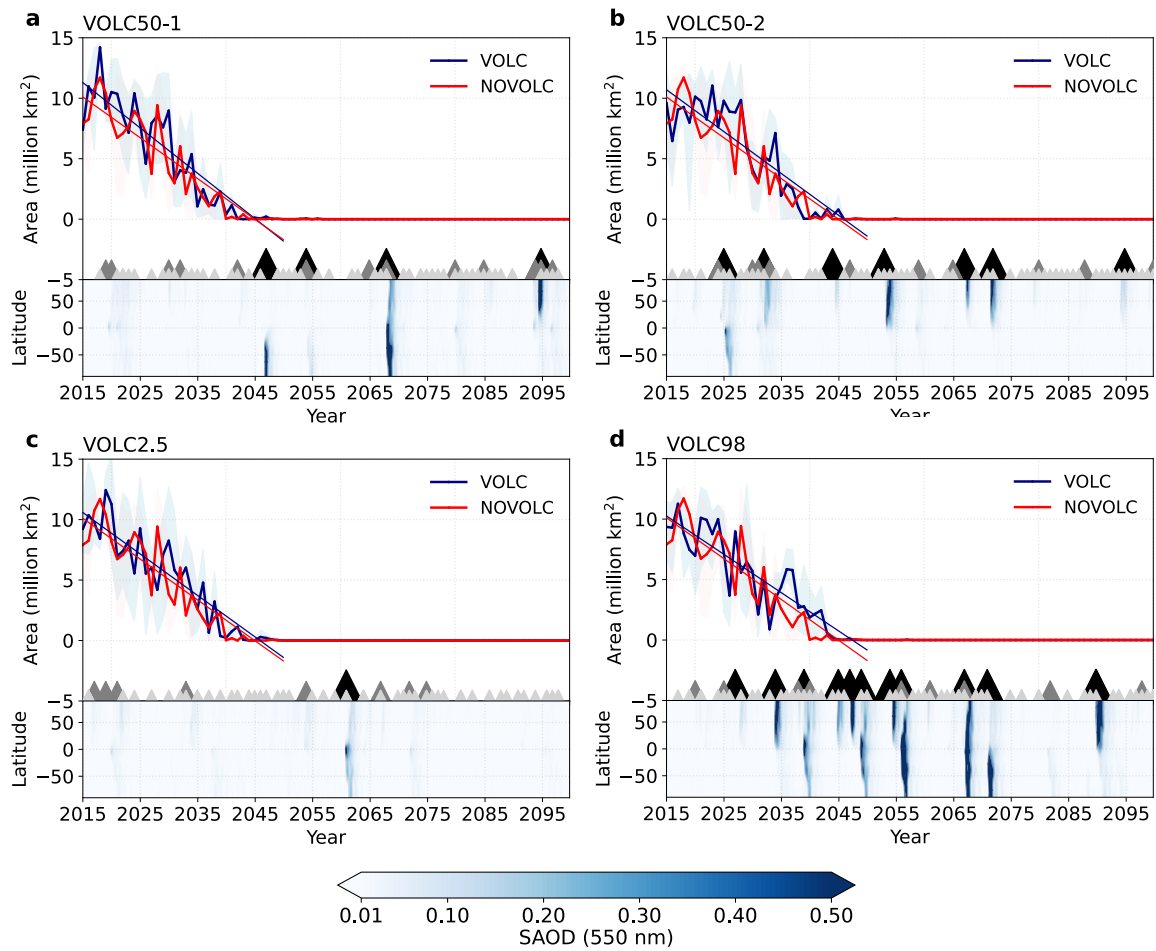 a VOLC50-1
15
10
5
0
−5
Area (million km²)
VOLC
NOVOLC
50
0
−50
Latitude
2015 2025 2035 2045 2055 2065 2075 2085 2095
Year
b VOLC50-2
15
10
5
0
−5
Area (million km²)
VOLC
NOVOLC
50
0
−50
Latitude
2015 2025 2035 2045 2055 2065 2075 2085 2095
Year
c VOLC2.5
15
10
5
0
−5
Area (million km²)
VOLC
NOVOLC
50
0
−50
Latitude
2015 2025 2035 2045 2055 2065 2075 2085 2095
Year
d VOLC98
15
10
5
0
−5
Area (million km²)
VOLC
NOVOLC
50
0
−50
Latitude
2015 2025 2035 2045 2055 2065 2075 2085 2095
Year
0.01 0.10 0.20 0.30 0.40 0.50
SAOD (550 nm)